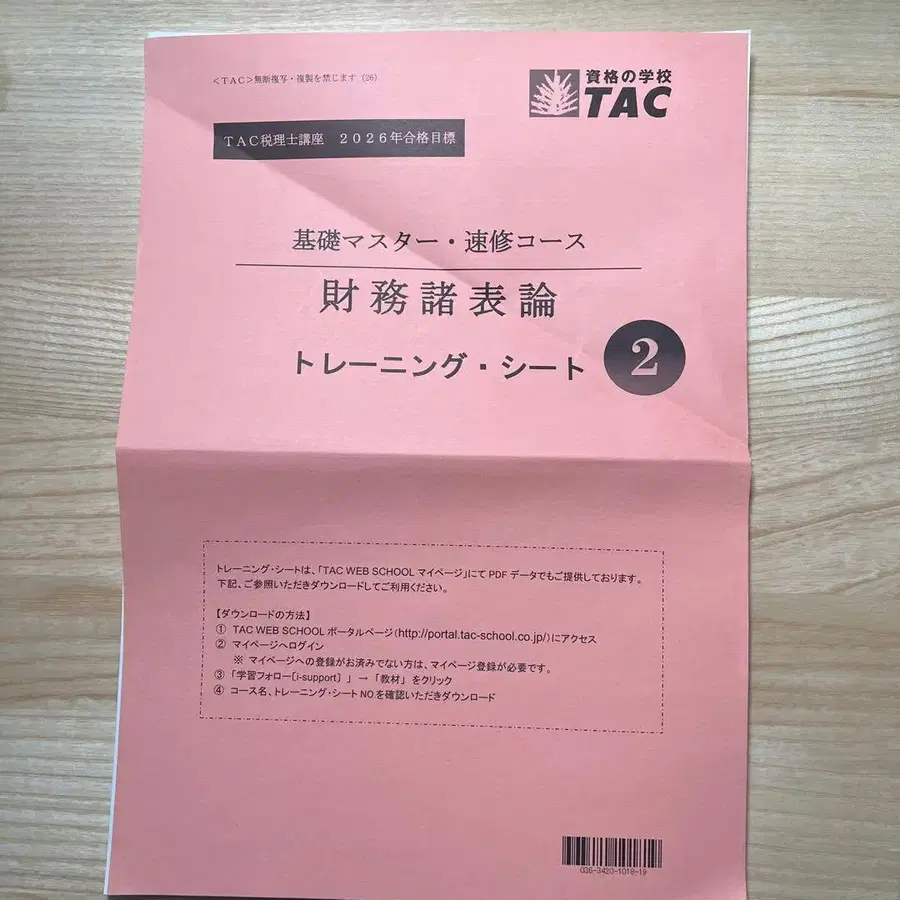 <TAC>無断複写・複製を禁じます (26)
資格の学校
TAC
TAC税理士講座 2026年合格目標
基礎マスター・速修コース
財務諸表論
トレーニング・シート 2
トレーニング・シートは、「TAC WEB SCHOOL マイページ」にて PDF データでもご提供しております。
下記、ご参照いただきダウンロードしてご利用ください。
【ダウンロードの方法】
① TAC WEB SCHOOL ポータルページ(http://portal.tac-school.co.jp/)にアクセス
② マイページへログイン
※ マイページへの登録がお済みでない方は、マイページ登録が必要です。
③ 「学習フォロー〔i-support〕」 → 「教材」をクリック
④ コース名、トレーニング・シート NO.を確認いただきダウンロード
036-3420-1018-19